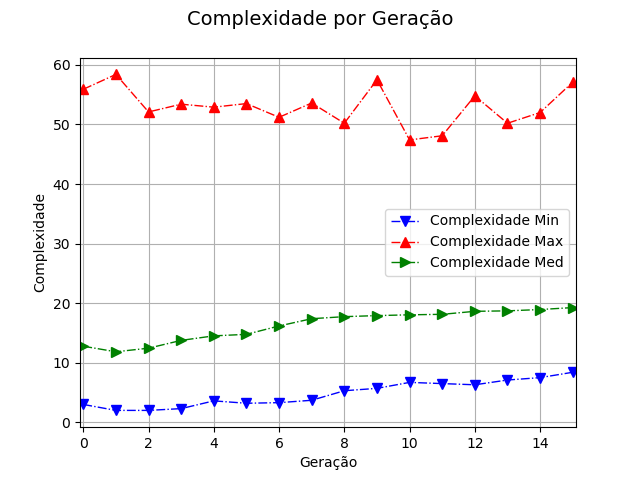 Complexidade por Geração
60
50
40
30
20
10
0
Complexidade
Complexidade Min
Complexidade Max
Complexidade Med
0 2 4 6 8 10 12 14
Geração